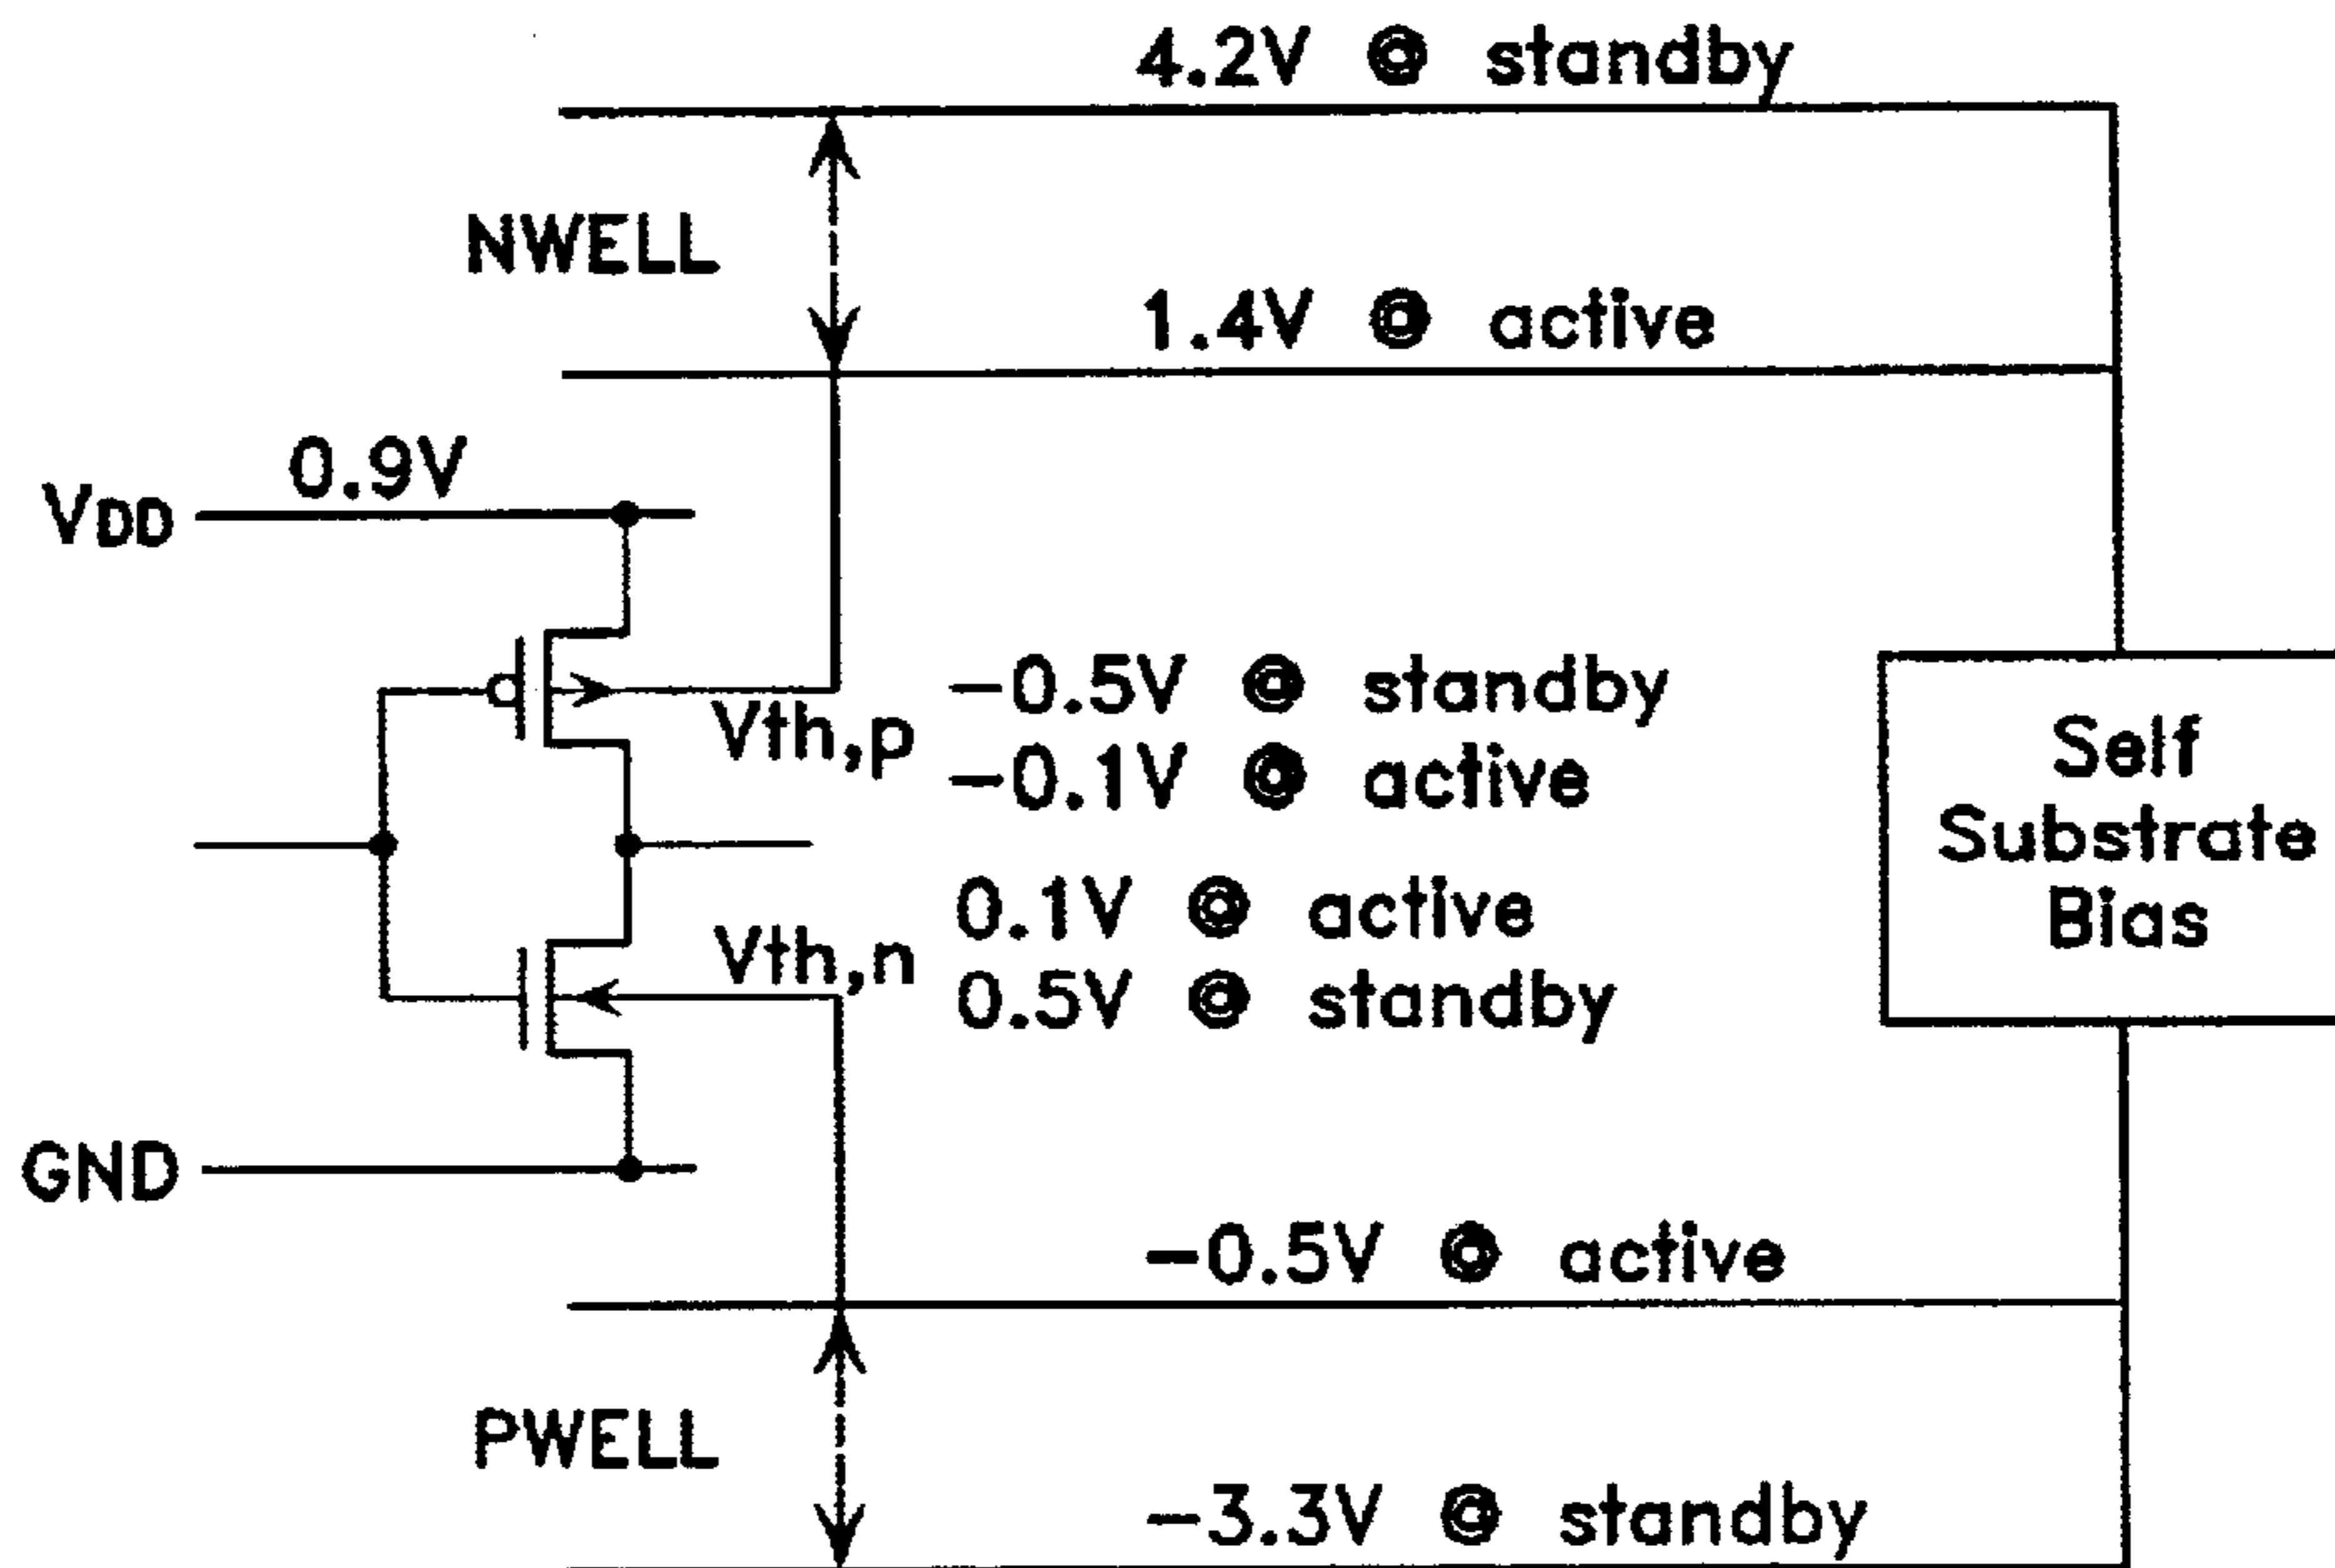 4.2V @ standby
NWELL
1.4V @ active
0.9V
VDD
-0.5V @ standby
Vth,p
-0.1V @ active
Self
Substrate
Bias
0.1V @ active
Vth,n
0.5V @ standby
GND
-0.5V @ active
PWELL
-3.3V @ standby